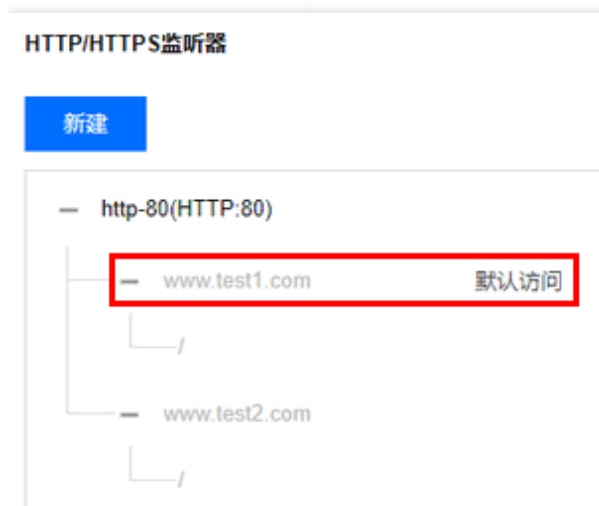 HTTP/HTTPS监听器
新建
http-80(HTTP:80)
www.test1.com 默认访问
/
www.test2.com
/